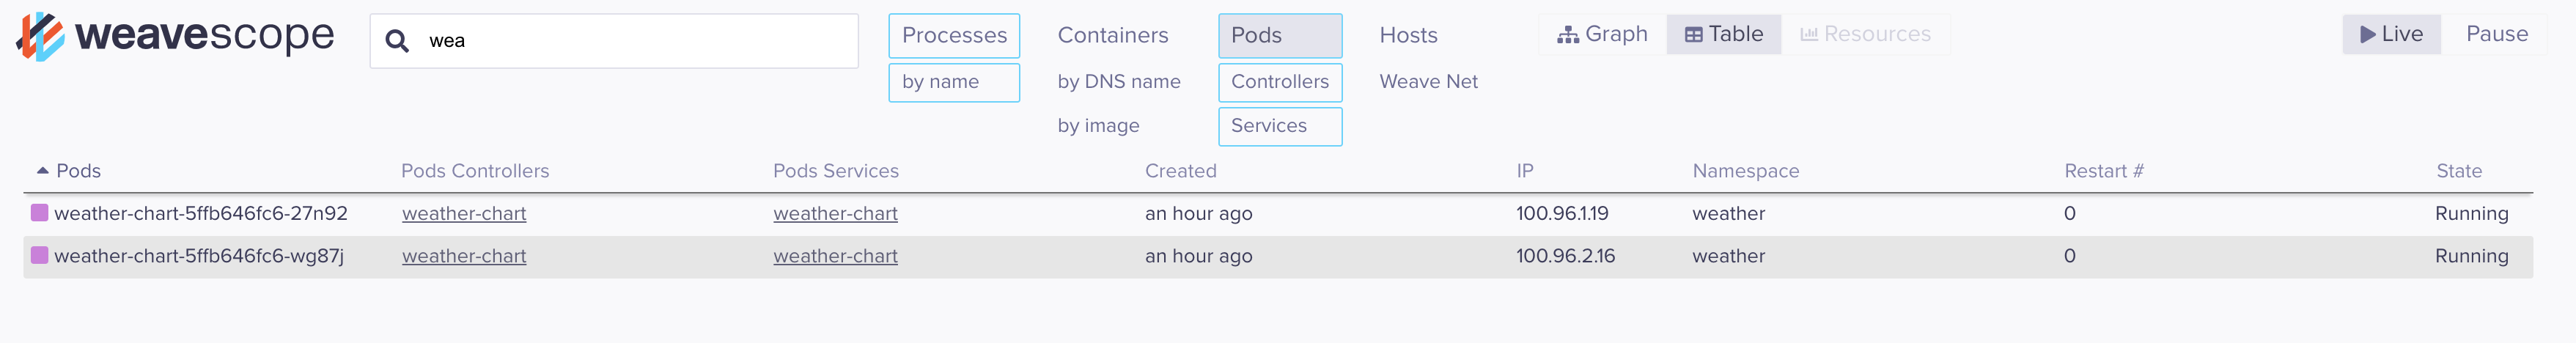 weavescope wea Processes Containers Pods Hosts Graph Table Resources Live Pause
by name by DNS name Controllers Weave Net
by image Services
Pods Pods Controllers Pods Services Created IP Namespace Restart # State
weather-chart-5ffb646fc6-27n92 weather-chart weather-chart an hour ago 100.96.1.19 weather 0 Running
weather-chart-5ffb646fc6-wg87j weather-chart weather-chart an hour ago 100.96.2.16 weather 0 Running